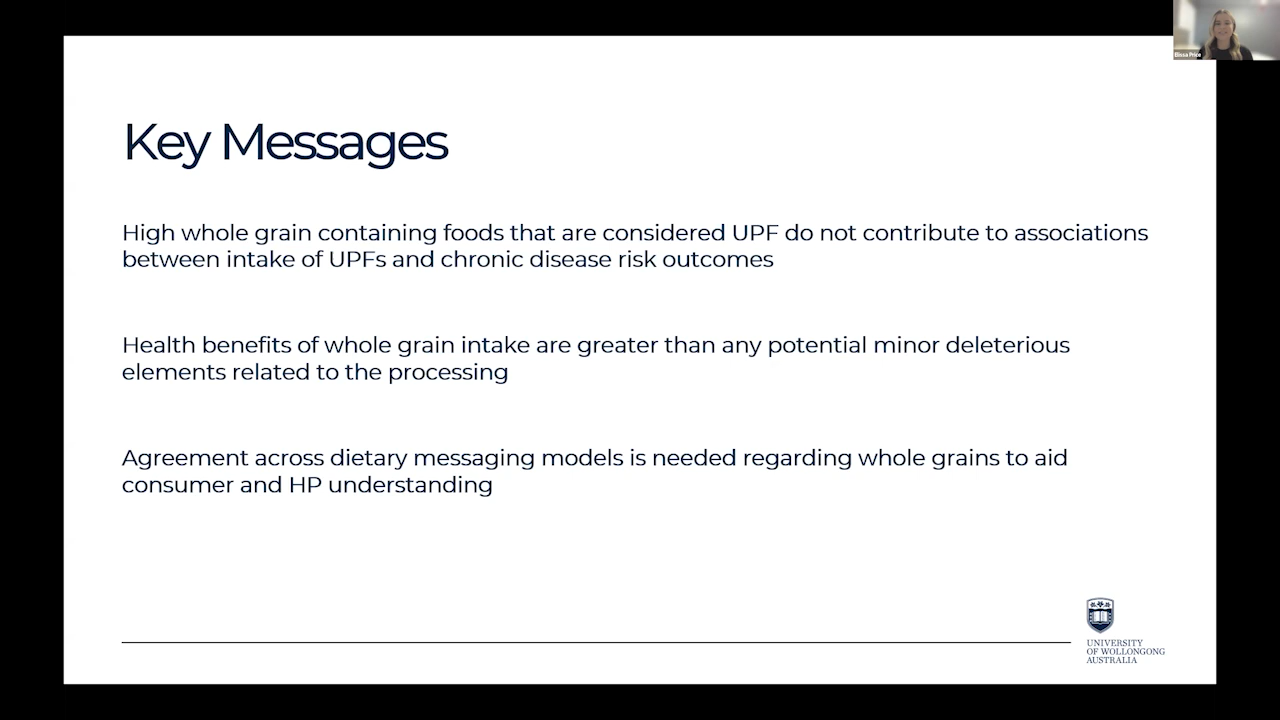 Elissa Price
Key Messages
High whole grain containing foods that are considered UPF do not contribute to associations
between intake of UPFs and chronic disease risk outcomes
Health benefits of whole grain intake are greater than any potential minor deleterious
elements related to the processing
Agreement across dietary messaging models is needed regarding whole grains to aid
consumer and HP understanding
UNIVERSITY
OF WOLLONGONG
AUSTRALIA